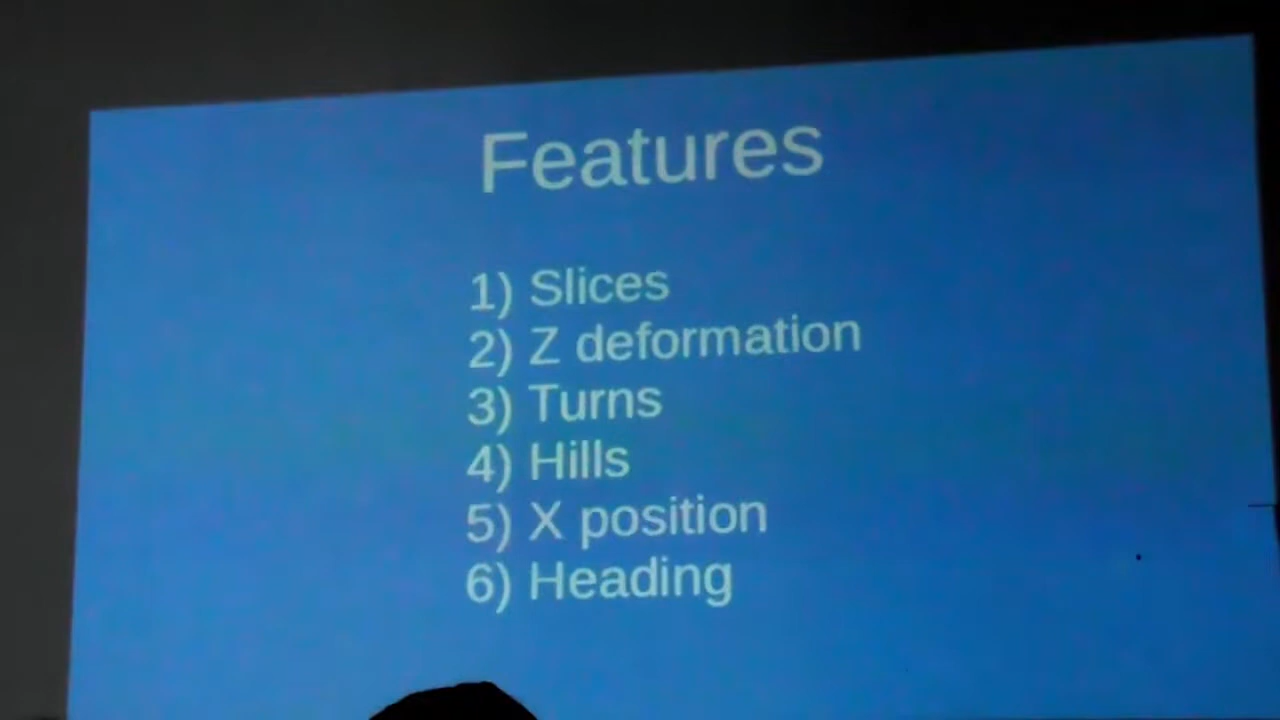 Features
1) Slices
2) Z deformation
3) Turns
4) Hills
5) X position
6) Heading